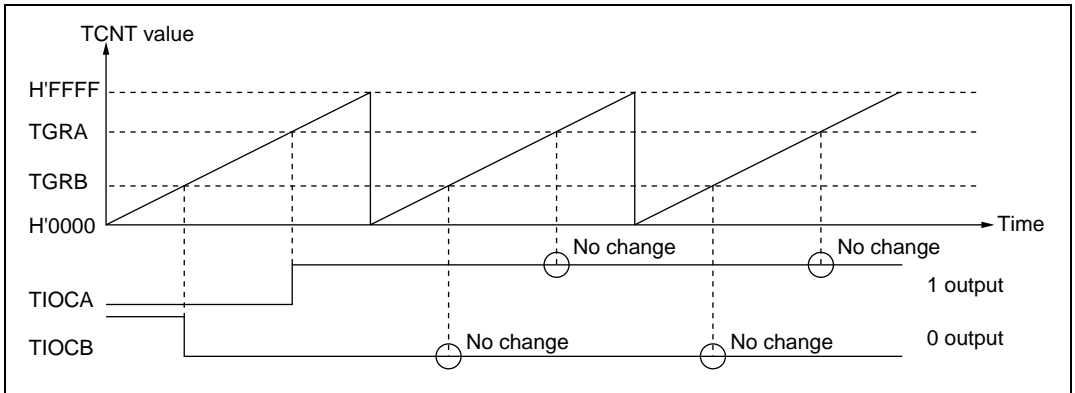 TCNT value
H'FFFF
TGRA
TGRB
H'0000
Time
No change
No change
TIOCA
1 output
No change
No change
TIOCB
0 output